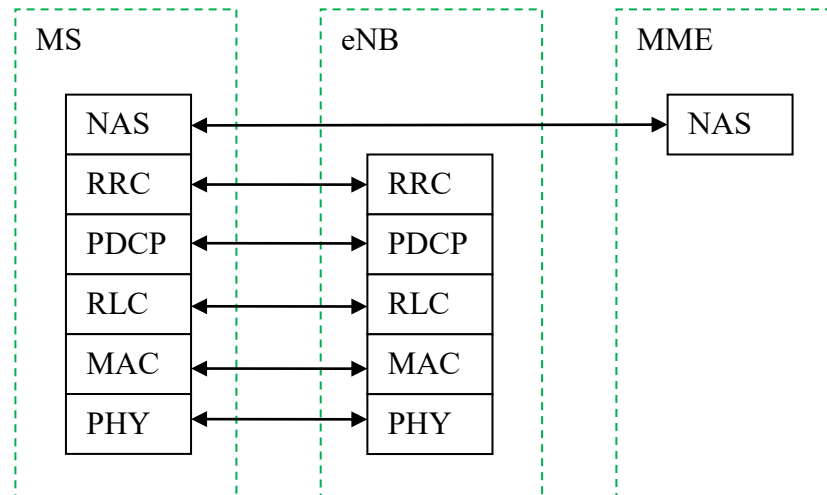 MS eNB MME
NAS NAS
RRC RRC
PDCP PDCP
RLC RLC
MAC MAC
PHY PHY